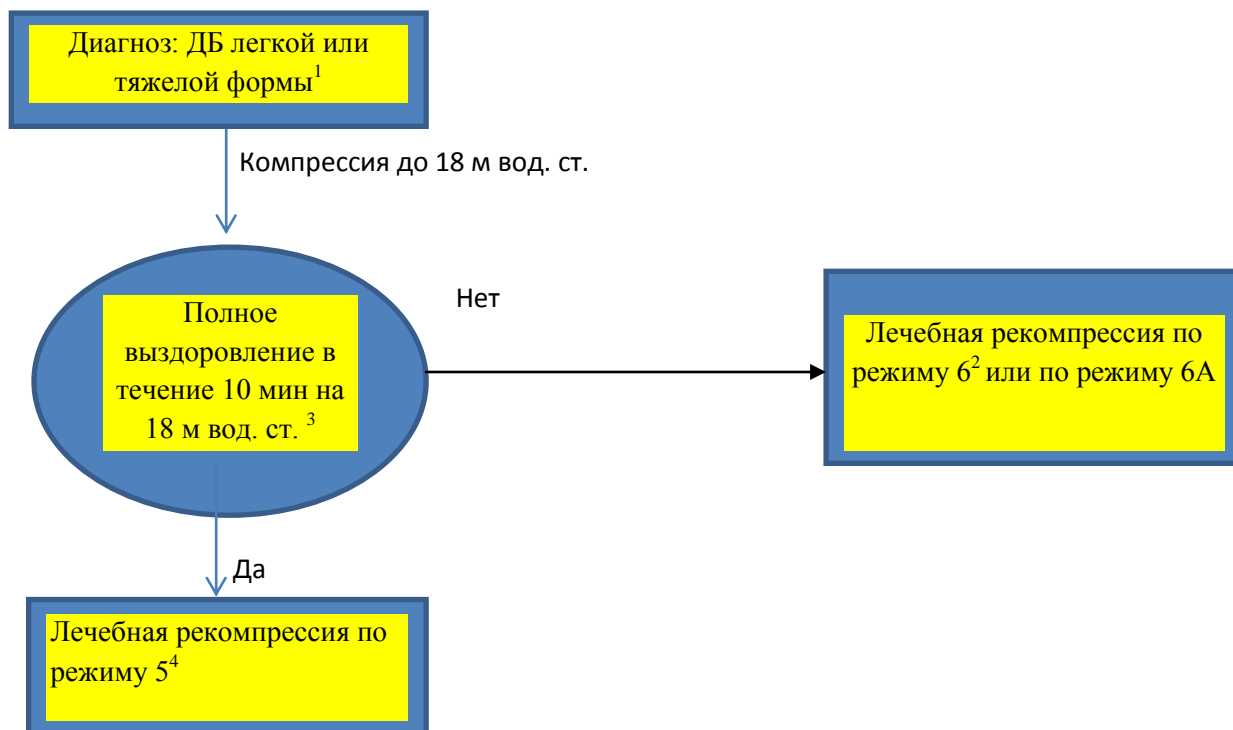 Диагноз: ДБ легкой или
тяжелой формы1
Компрессия до 18 м вод. ст.
Полное
выздоровление в
течение 10 мин на
18 м вод. ст. 3
Нет
Лечебная рекомпрессия по
режиму 62 или по режиму 6А
Да
Лечебная рекомпрессия по
режиму 54